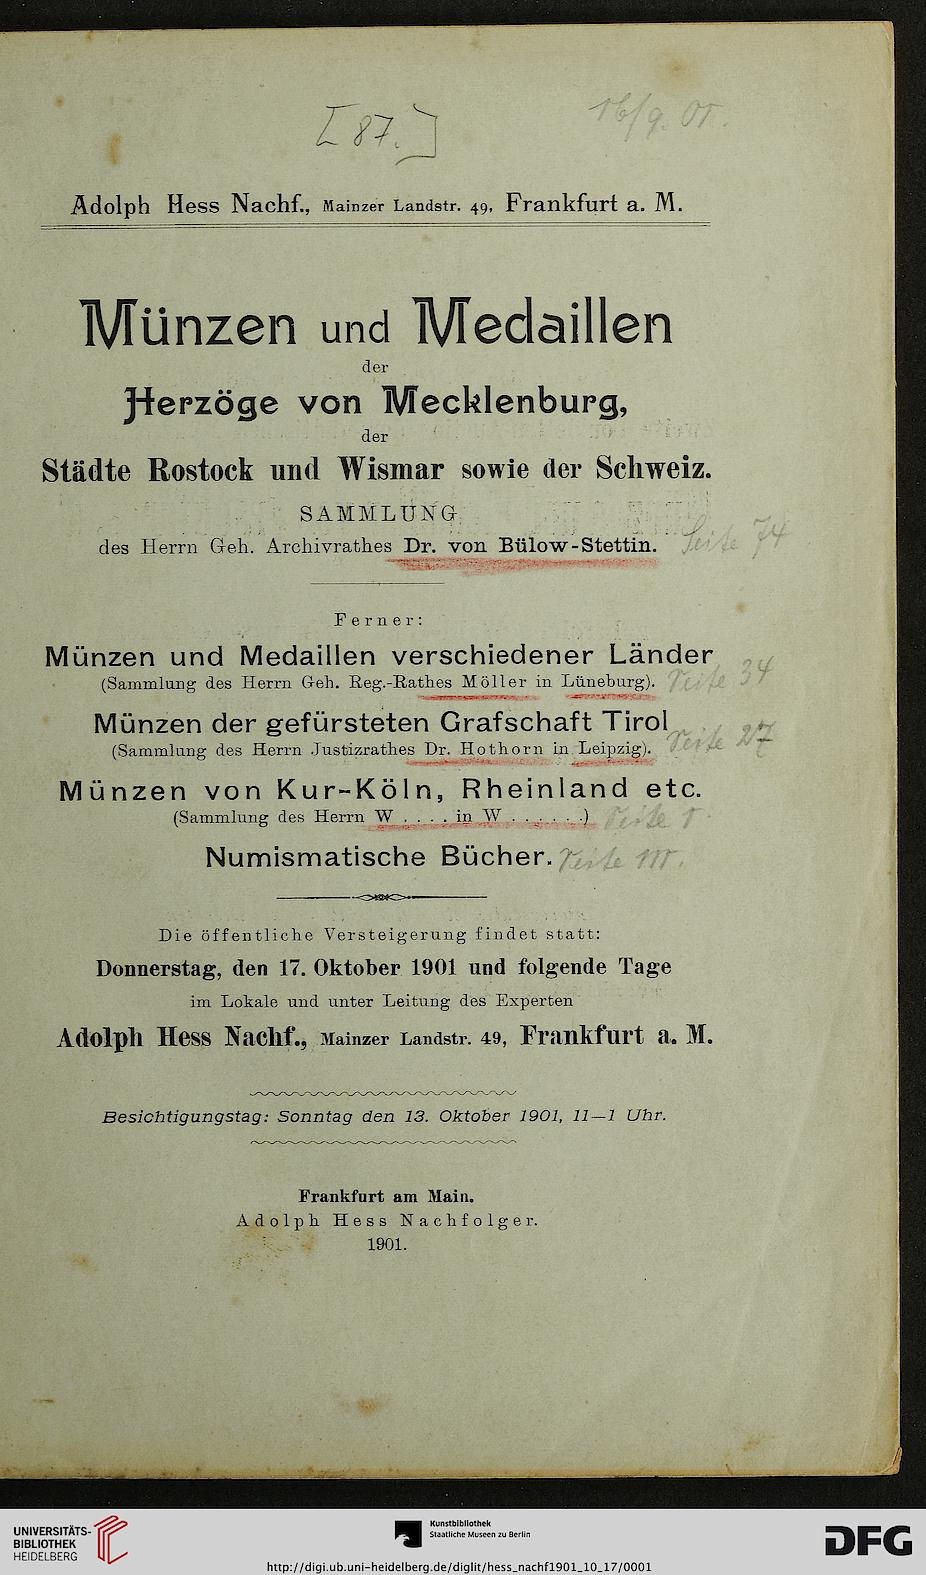 [87.]
Adolph Hess Nachf., Mainzer Landstr. 49, Frankfurt a. M.
Münzen und Medaillen
der
Herzöge von Mecklenburg,
der
Städte Rostock und Wismar sowie der Schweiz.
SAMMLUNG
des Herrn Geh. Archivrathes Dr. von Bülow-Stettin. Seite 74
Ferner:
Münzen und Medaillen verschiedener Länder
(Sammlung des Herrn Geh. Reg.-Rathes Möller in Lüneburg). Seite 34
Münzen der gefürsteten Grafschaft Tirol
(Sammlung des Herrn Justizrathes Dr. Hothorn in Leipzig). Seite 27
Münzen von Kur-Köln, Rheinland etc.
(Sammlung des Herrn W .... in W ......) Seite
Numismatische Bücher. Seite
Die öffentliche Versteigerung findet statt:
Donnerstag, den 17. Oktober 1901 und folgende Tage
im Lokale und unter Leitung des Experten
Adolph Hess Nachf., Mainzer Landstr. 49, Frankfurt a. M.
Besichtigungstag: Sonntag den 13. Oktober 1901, 11—1 Uhr.
Frankfurt am Main.
Adolph Hess Nachfolger.
1901.
UNIVERSITÄTS-
BIBLIOTHEK
HEIDELBERG
Kunstbibliothek
Staatliche Museen zu Berlin
DFG
http://digi.ub.uni-heidelberg.de/diglit/hess_nachf1901_10_17/0001